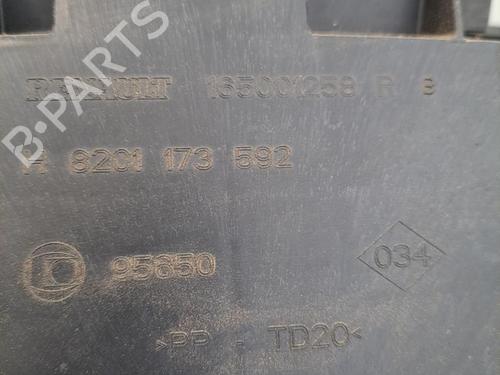 B-PARTS
RENAULT 165001258 R B
H 8201 173 592
95650
034
>PP - TD20<